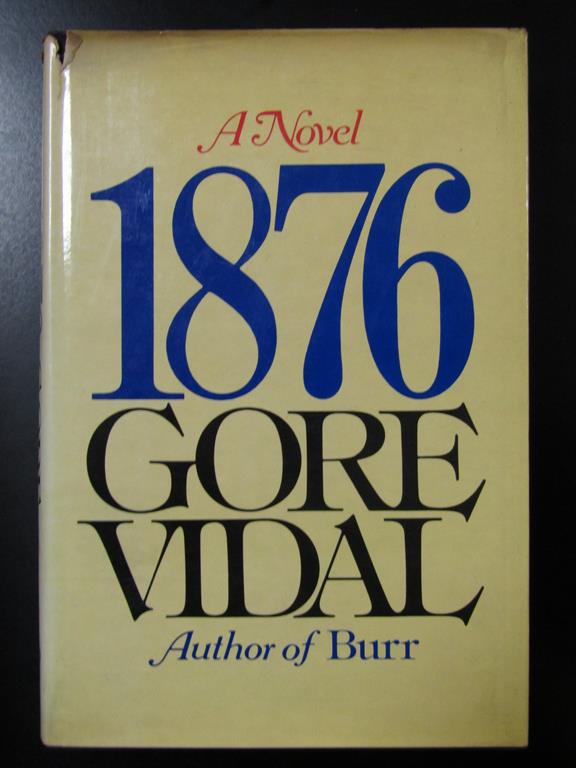 A Novel
1876
GORE
VIDAL
Author of Burr